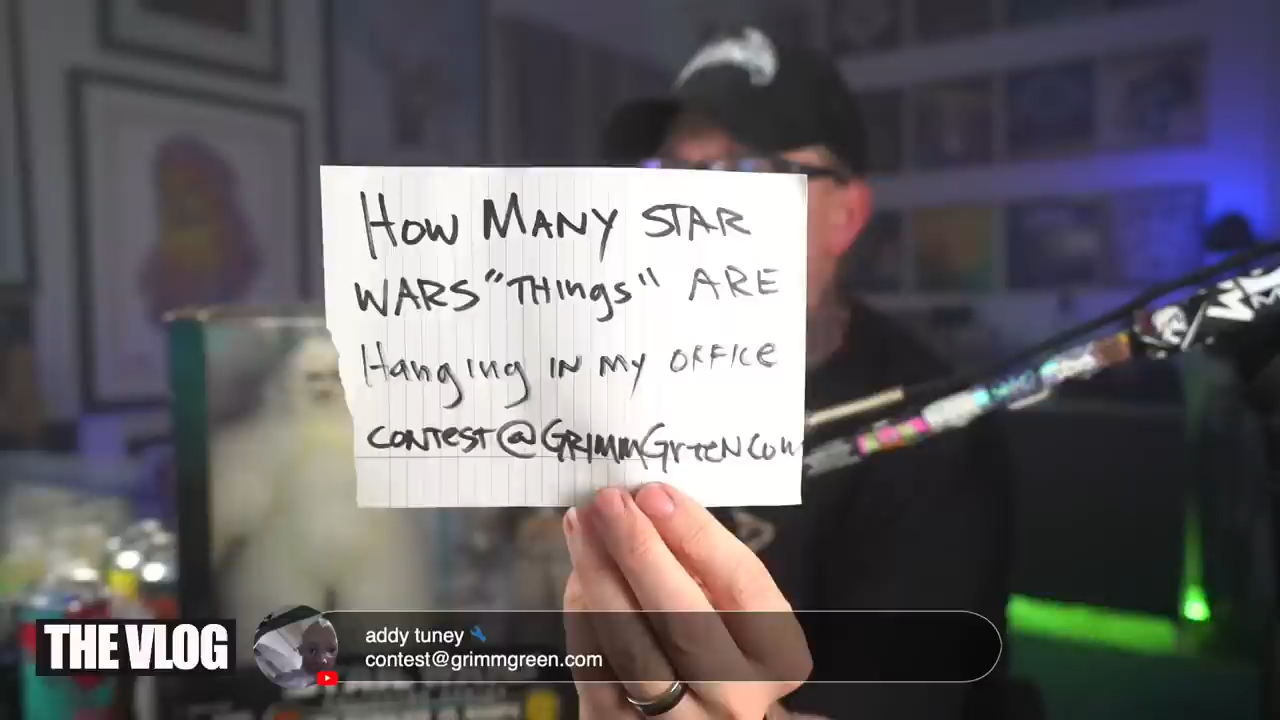 HOW MANY STAR
WARS "THINGS" ARE
HANGING IN MY OFFICE
CONTEST@GRIMMGREEN.COM
THE VLOG
addy tuney
contest@grimmgreen.com